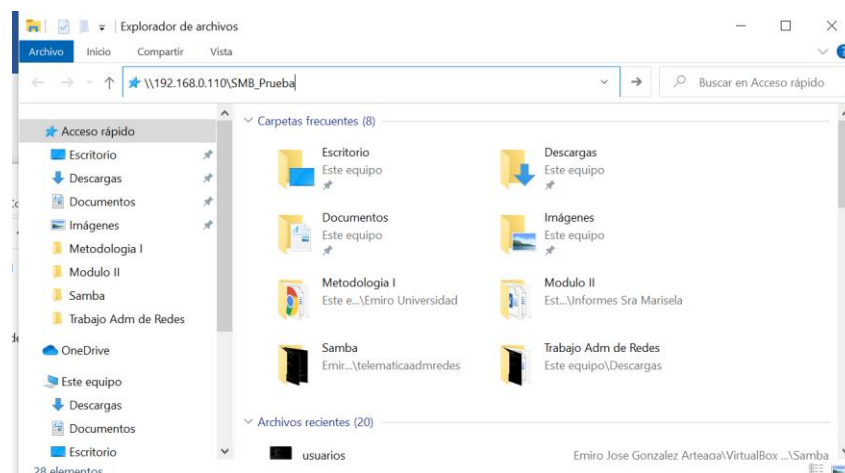 Explorador de archivos
Archivo Inicio Compartir Vista
\\192.168.0.110\SMB_Prueba
Buscar en Acceso rápido
Acceso rápido
Escritorio
Descargas
Documentos
Imágenes
Metodologia I
Modulo II
Samba
Trabajo Adm de Redes
OneDrive
Este equipo
Descargas
Documentos
Escritorio
28 elementos
Carpetas frecuentes (8)
Escritorio
Este equipo
Descargas
Este equipo
Documentos
Este equipo
Imágenes
Este equipo
Metodologia I
Este e...\Emiro Universidad
Modulo II
Est...\Informes Sra Marisela
Samba
Emir...\telematicaadmredes
Trabajo Adm de Redes
Este equipo\Descargas
Archivos recientes (20)
usuarios
Emiro Jose Gonzalez Arteaga\VirtualBox ...\Samba